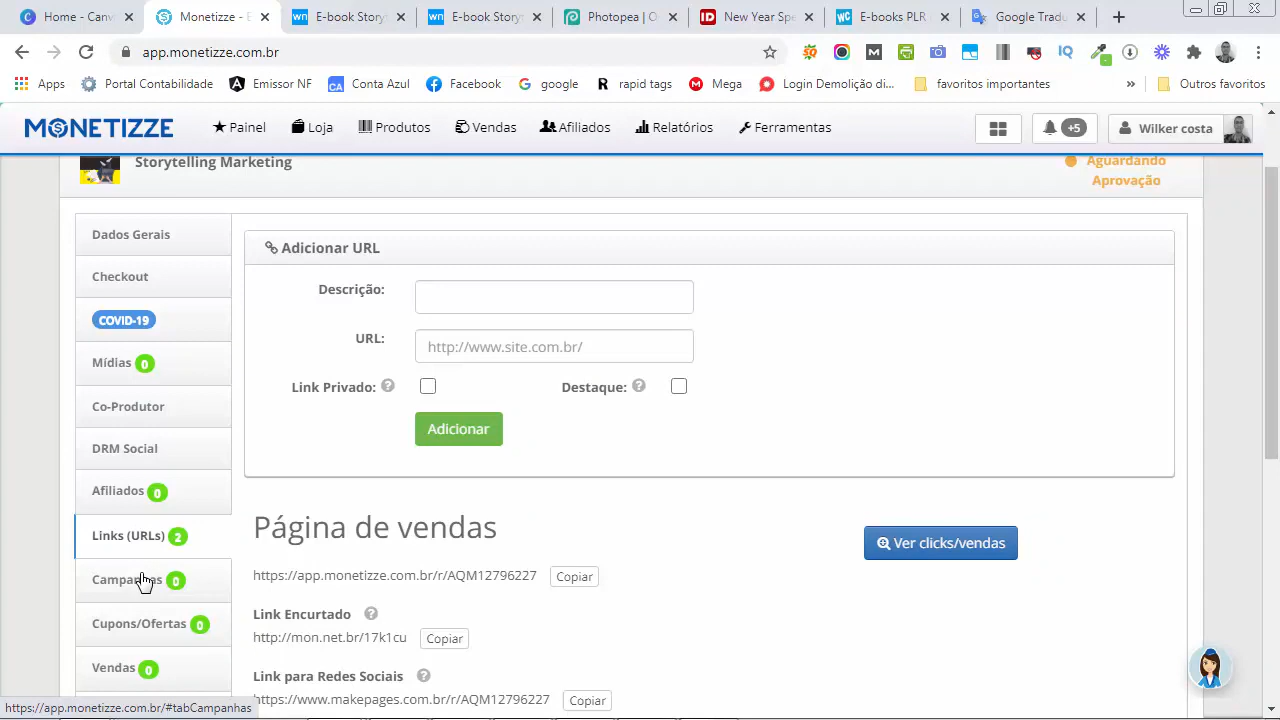 Home - Canv
Monetizze - E
E-book Story
E-book Story
Photopea | O
New Year Spe
E-books PLR
Google Tradu
app.monetizze.com.br
Apps
Portal Contabilidade
Emissor NF
Conta Azul
Facebook
google
rapid tags
Mega
Login Demolição di...
favoritos importantes
»
Outros favoritos
MONETIZZE
Painel
Loja
Produtos
Vendas
Afiliados
Relatórios
Ferramentas
+5
Wilker costa
Storytelling Marketing
Aguardando
Aprovação
Dados Gerais
Checkout
COVID-19
Mídias 0
Co-Produtor
DRM Social
Afiliados 0
Links (URLs) 2
Campanhas 0
Cupons/Ofertas 0
Vendas 0
Adicionar URL
Descrição:
URL: http://www.site.com.br/
Link Privado: ?
Destaque: ?
Adicionar
Página de vendas
Ver clicks/vendas
https://app.monetizze.com.br/r/AQM12796227 Copiar
Link Encurtado ?
http://mon.net.br/17k1cu Copiar
Link para Redes Sociais ?
https://www.makepages.com.br/r/AQM12796227 Copiar
https://app.monetizze.com.br/#tabCampanhas